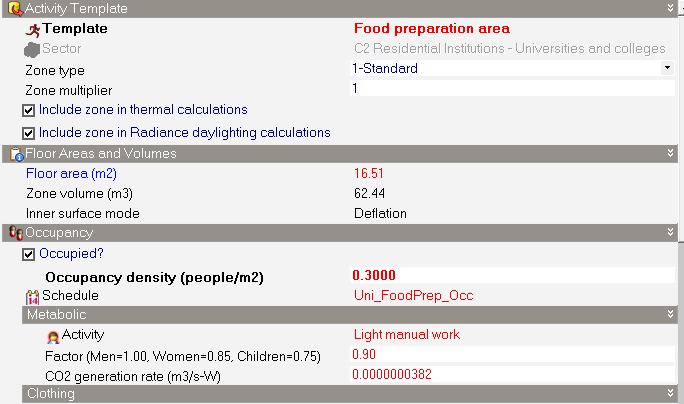 Activity Template
Template Food preparation area
Sector C2 Residential Institutions - Universities and colleges
Zone type 1-Standard
Zone multiplier 1
Include zone in thermal calculations
Include zone in Radiance daylighting calculations
Floor Areas and Volumes
Floor area (m2) 16.51
Zone volume (m3) 62.44
Inner surface mode Deflation
Occupancy
Occupied?
Occupancy density (people/m2) 0.3000
Schedule Uni_FoodPrep_Occ
Metabolic
Activity Light manual work
Factor (Men=1.00, Women=0.85, Children=0.75) 0.90
CO2 generation rate (m3/s-W) 0.0000000382
Clothing